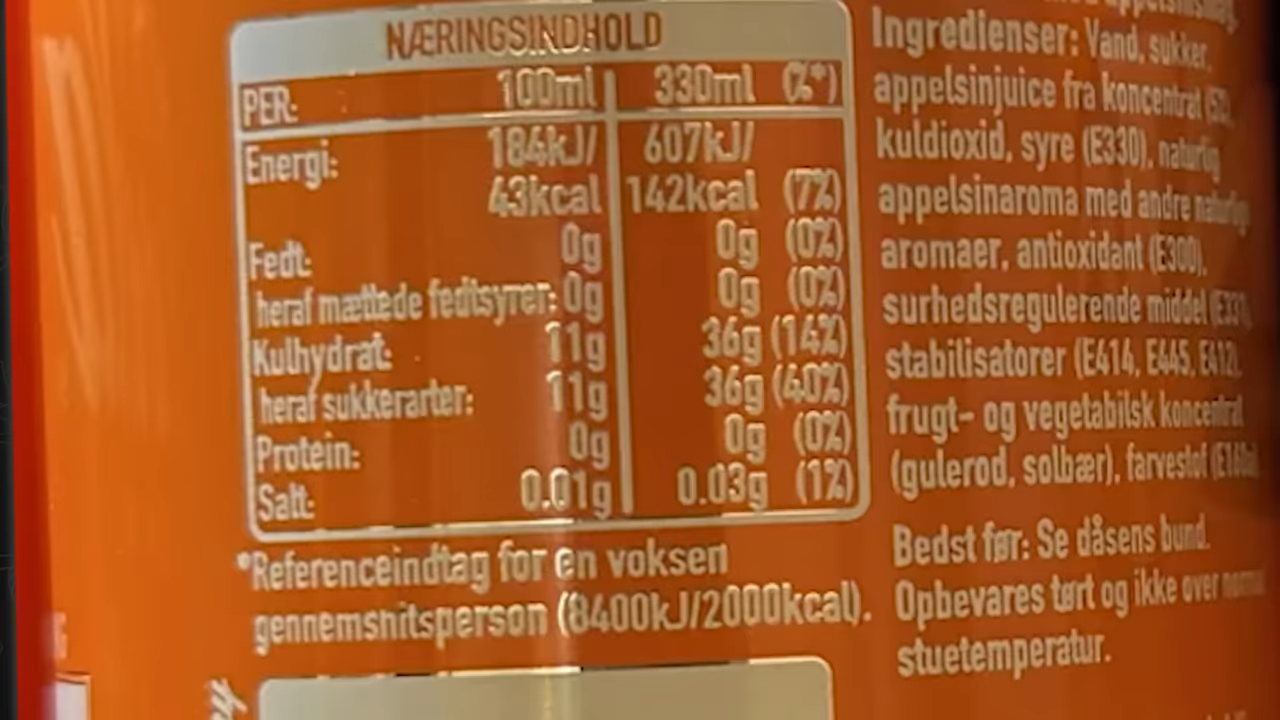 NÆRINGSINDHOLD
PER: 100ml 330ml (%*)
Energi: 184kJ/ 607kJ/
43kcal 142kcal (7%)
Fedt: 0g 0g (0%)
heraf mættede fedtsyrer: 0g 0g (0%)
Kulhydrat: 11g 36g (14%)
heraf sukkerarter: 11g 36g (40%)
Protein: 0g 0g (0%)
Salt: 0.01g 0.03g (1%)
*Referenceindtag for en voksen
gennemsnitsperson (8400kJ/2000kcal).
Ingredienser: Vand, sukker,
appelsinjuice fra koncentrat
kuldioxid, syre (E330), naturlig
appelsinaroma med andre naturlige
aromaer, antioxidant (E300),
surhedsregulerende middel
stabilisatorer (E414, E445, E412),
frugt- og vegetabilsk koncentrat
(gulerod, solbær), farvestof
Bedst før: Se dåsens bund.
Opbevares tørt og ikke over
stuetemperatur.